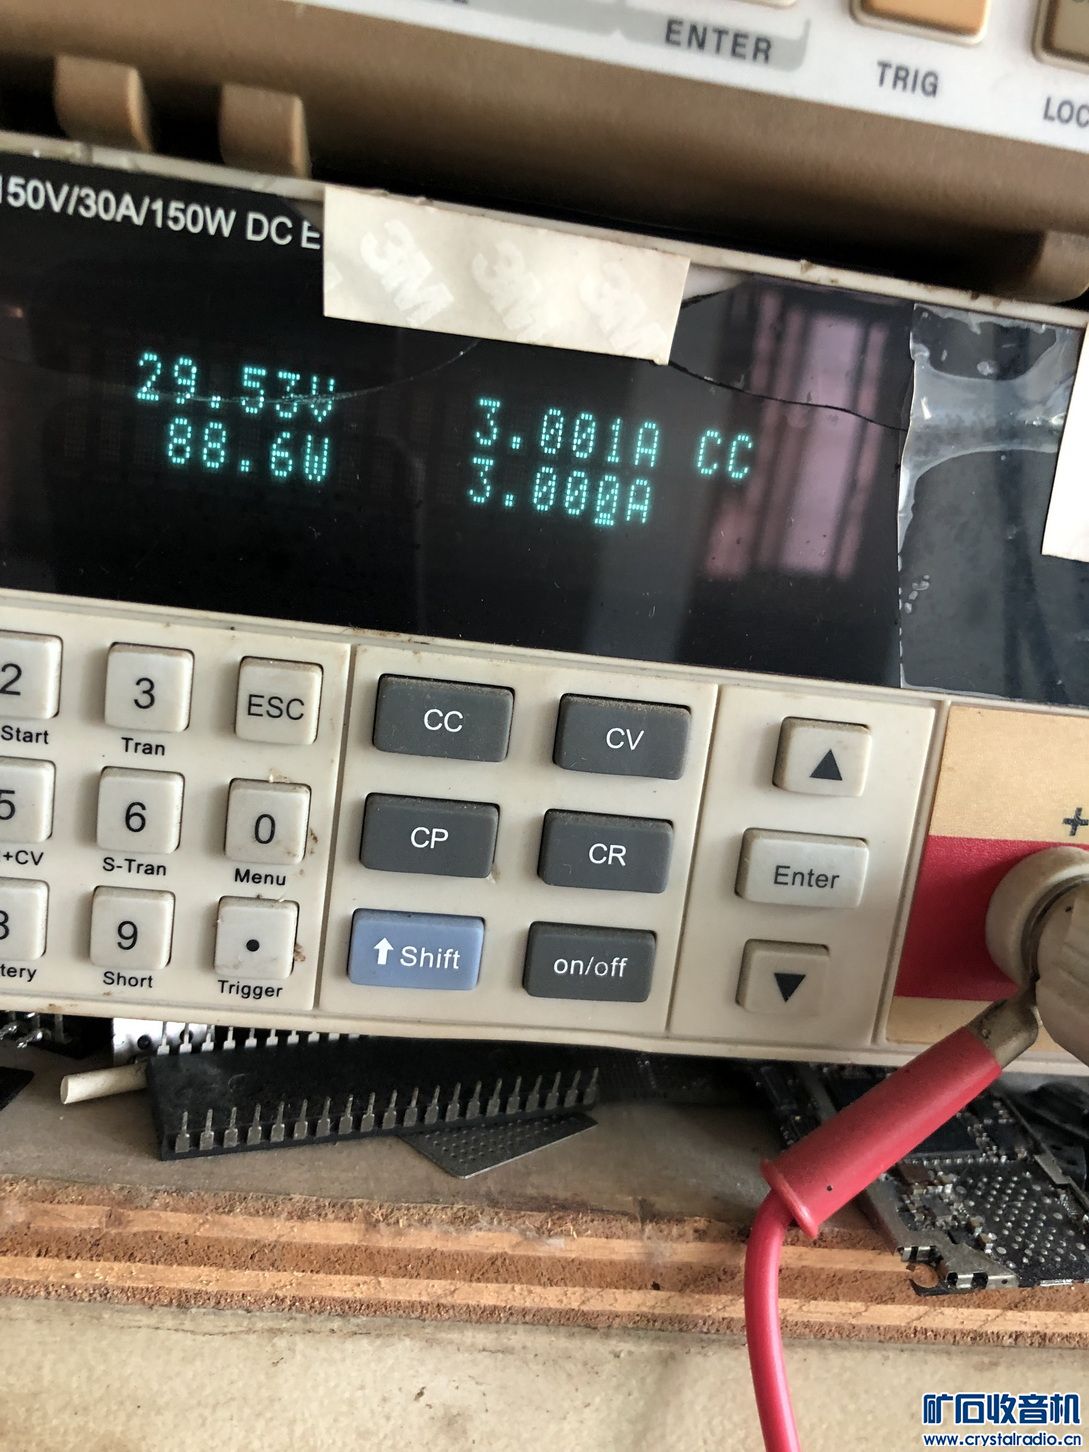 ENTER
TRIG
LOC
150V/30A/150W DC E
3M 3M 3M
29.53V 3.001A CC
88.6W 3.000A
2 3 ESC CC CV ▲
Start Tran
5 6 0 CP CR Enter
+CV S-Tran Menu
8 9 • ⬆ Shift on/off ▼
tery Short Trigger
+
矿石收音机
www.crystalradio.cn